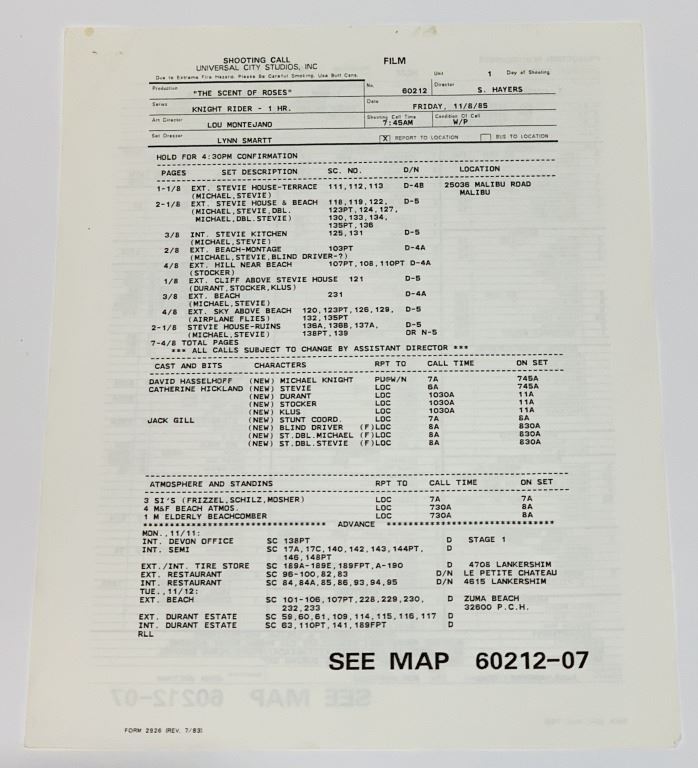 SHOOTING CALL FILM
UNIVERSAL CITY STUDIOS, INC Unit 1 Day of Shooting
Due to Extreme Fire Hazard, Please Be Careful Smoking. Use Butt Cans.
Production "THE SCENT OF ROSES" No. 60212 Director S. HAYERS
Series KNIGHT RIDER - 1 HR. Date FRIDAY, 11/8/85
Art Director LOU MONTEJANO Shooting Call Time 7:45AM Condition Of Call W/P
Set Dresser LYNN SMARTT X REPORT TO LOCATION BUS TO LOCATION
HOLD FOR 4:30PM CONFIRMATION
PAGES SET DESCRIPTION SC. NO. D/N LOCATION
1-1/8 EXT. STEVIE HOUSE-TERRACE 111,112,113 D-4B 25036 MALIBU ROAD
(MICHAEL,STEVIE) MALIBU
2-1/8 EXT. STEVIE HOUSE & BEACH 118,119,122, D-5
(MICHAEL,STEVIE,DBL. 123PT,124,127,
MICHAEL,DBL.STEVIE) 130,133,134,
135PT,136
3/8 INT. STEVIE KITCHEN 125,131 D-5
(MICHAEL,STEVIE)
2/8 EXT. BEACH-MONTAGE 103PT D-4A
(MICHAEL,STEVIE,BLIND DRIVER-?)
4/8 EXT. HILL NEAR BEACH 107PT,108,110PT D-4A
(STOCKER)
1/8 EXT. CLIFF ABOVE STEVIE HOUSE 121 D-5
(DURANT,STOCKER,KLUS)
3/8 EXT. BEACH 231 D-4A
(MICHAEL,STEVIE)
4/8 EXT. SKY ABOVE BEACH 120,123PT,126,129, D-5
(AIRPLANE FLIES) 132,135PT
2-1/8 STEVIE HOUSE-RUINS 136A,136B,137A, D-5
(MICHAEL,STEVIE) 138PT,139 OR N-5
7-4/8 TOTAL PAGES
*** ALL CALLS SUBJECT TO CHANGE BY ASSISTANT DIRECTOR ***
CAST AND BITS CHARACTERS RPT TO CALL TIME ON SET
DAVID HASSELHOFF (NEW) MICHAEL KNIGHT PU@W/N 7A 745A
CATHERINE HICKLAND (NEW) STEVIE LOC 6A 745A
(NEW) DURANT LOC 1030A 11A
(NEW) STOCKER LOC 1030A 11A
(NEW) KLUS LOC 1030A 11A
JACK GILL (NEW) STUNT COORD. LOC 7A 8A
(NEW) BLIND DRIVER (F)LOC 8A 830A
(NEW) ST.DBL.MICHAEL (F)LOC 8A 830A
(NEW) ST.DBL.STEVIE (F)LOC 8A 830A
ATMOSPHERE AND STANDINS RPT TO CALL TIME ON SET
3 SI'S (FRIZZEL,SCHILZ,MOSHER) LOC 7A 7A
4 M&F BEACH ATMOS. LOC 730A 8A
1 M ELDERLY BEACHCOMBER LOC 730A 8A
******************************** ADVANCE ********************************
MON., 11/11:
INT. DEVON OFFICE SC 138PT D STAGE 1
INT. SEMI SC 17A,17C,140,142,143,144PT, D
146,148PT
EXT./INT. TIRE STORE SC 189A-189E,189FPT,A-190 D 4708 LANKERSHIM
EXT. RESTAURANT SC 96-100,82,83 D/N LE PETITE CHATEAU
INT. RESTAURANT SC 84,84A,85,86,93,94,95 D/N 4615 LANKERSHIM
TUE., 11/12:
EXT. BEACH SC 101-106,107PT,228,229,230, D ZUMA BEACH
232,233 32600 P.C.H.
EXT. DURANT ESTATE SC 59,60,61,109,114,115,116,117 D
INT. DURANT ESTATE SC 63,110PT,141,189FPT D
RLL
SEE MAP 60212-07
FORM 2926 (REV. 7/83)